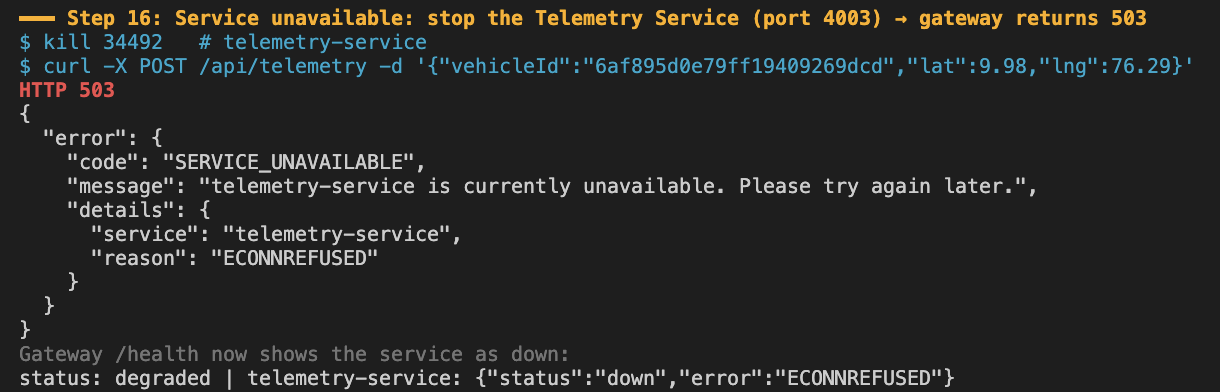 ━━━ Step 16: Service unavailable: stop the Telemetry Service (port 4003) → gateway returns 503
$ kill 34492   # telemetry-service
$ curl -X POST /api/telemetry -d '{"vehicleId":"6af895d0e79ff19409269dcd","lat":9.98,"lng":76.29}'
HTTP 503
{
  "error": {
    "code": "SERVICE_UNAVAILABLE",
    "message": "telemetry-service is currently unavailable. Please try again later.",
    "details": {
      "service": "telemetry-service",
      "reason": "ECONNREFUSED"
    }
  }
}
Gateway /health now shows the service as down:
status: degraded | telemetry-service: {"status":"down","error":"ECONNREFUSED"}